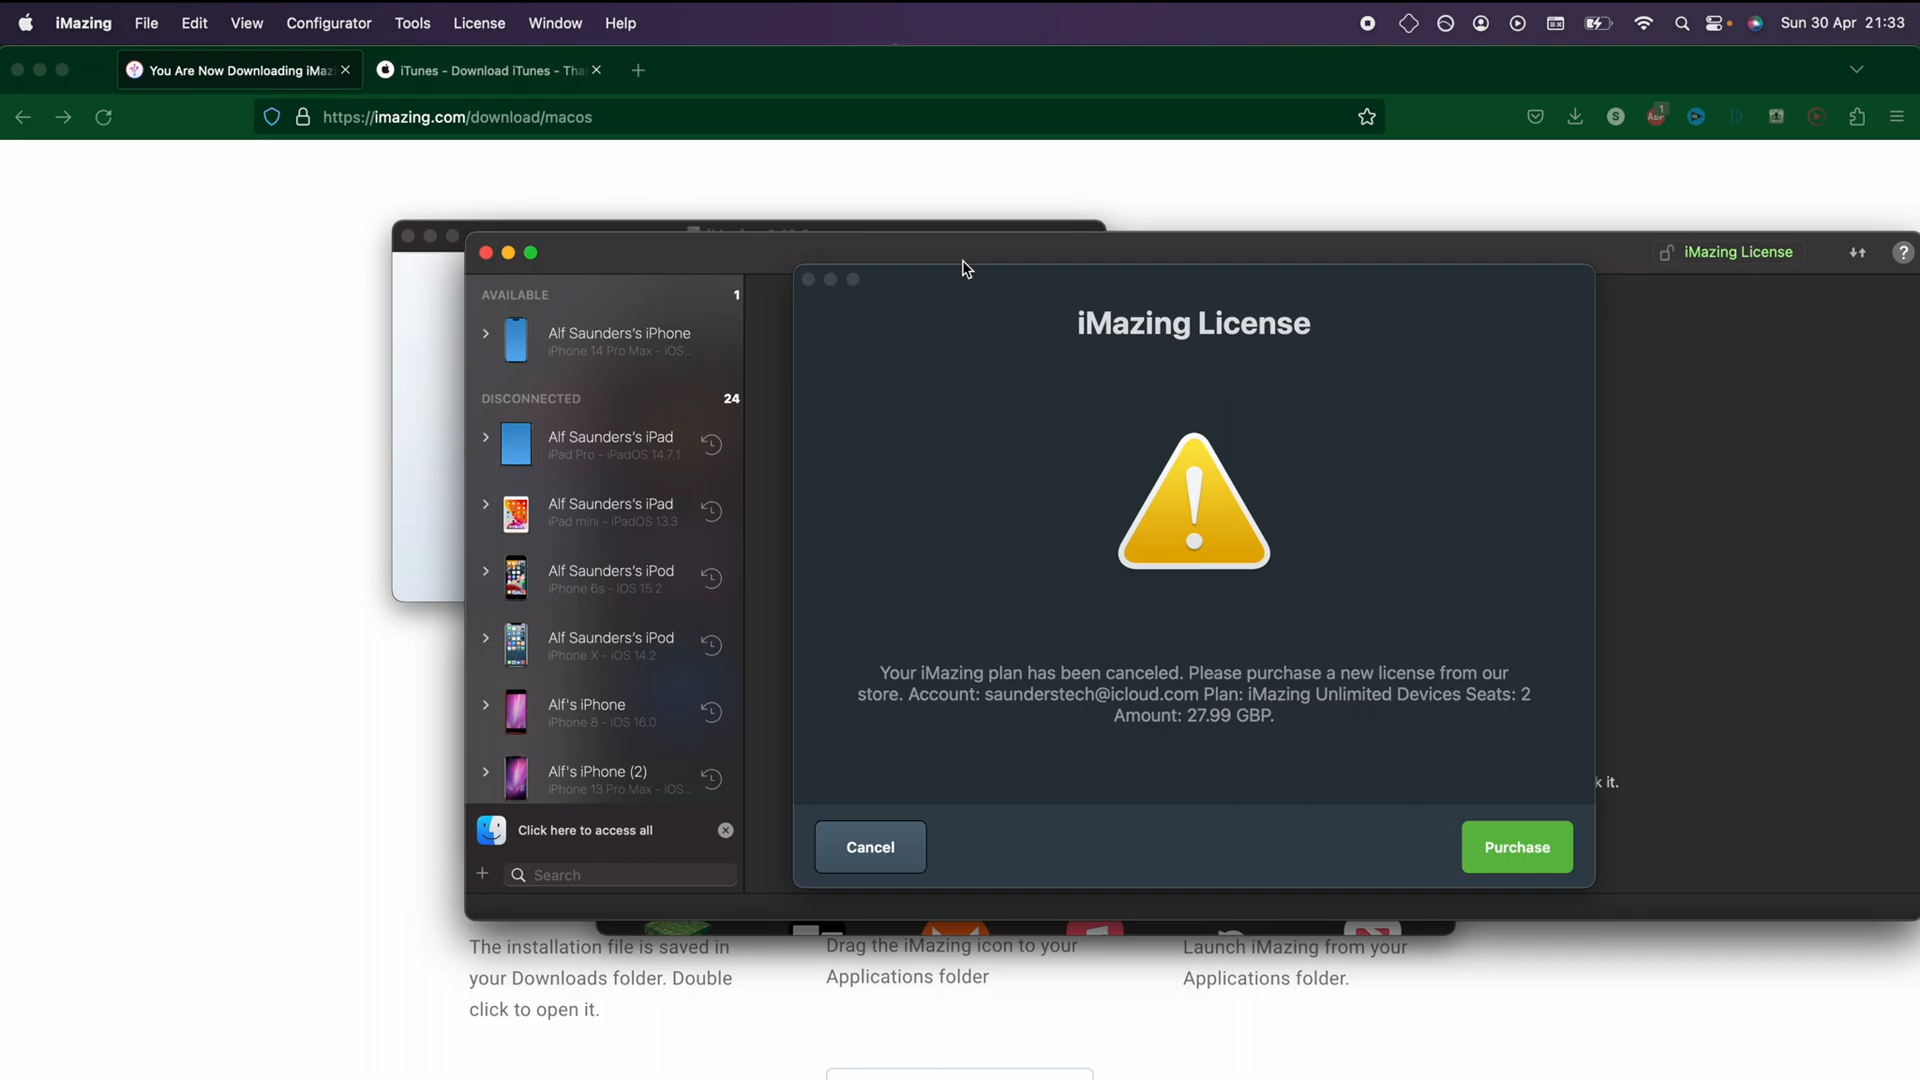 iMazing File Edit View Configurator Tools License Window Help Sun 30 Apr 21:33
You Are Now Downloading iMazi iTunes - Download iTunes - Tha
https://imazing.com/download/macos
S ABP 1
iMazing License ?
AVAILABLE 1
Alf Saunders's iPhone
iPhone 14 Pro Max - iOS...
DISCONNECTED 24
Alf Saunders's iPad
iPad Pro - iPadOS 14.7.1
Alf Saunders's iPad
iPad mini - iPadOS 13.3
Alf Saunders's iPod
iPhone 6s - iOS 15.2
Alf Saunders's iPod
iPhone X - iOS 14.2
Alf's iPhone
iPhone 8 - iOS 16.0
Alf's iPhone (2)
iPhone 13 Pro Max - iOS...
Click here to access all
Search
iMazing License
Your iMazing plan has been canceled. Please purchase a new license from our
store. Account: saunderstech@icloud.com Plan: iMazing Unlimited Devices Seats: 2
Amount: 27.99 GBP.
k it.
Cancel Purchase
The installation file is saved in
your Downloads folder. Double
click to open it.
Drag the iMazing icon to your
Applications folder
Launch iMazing from your
Applications folder.